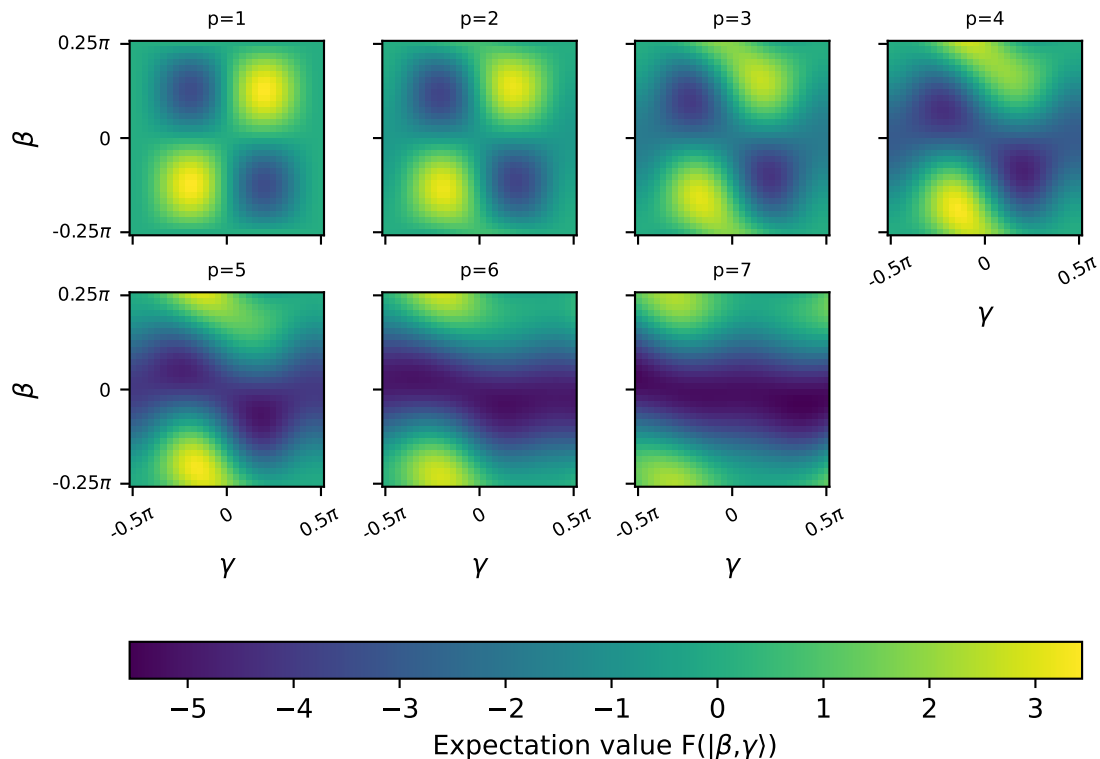 p=1 p=2 p=3 p=4
0.25π
β
0
-0.25π
-0.5π 0 0.5π
γ
p=5 p=6 p=7
0.25π
β
0
-0.25π
-0.5π 0 0.5π -0.5π 0 0.5π -0.5π 0 0.5π
γ γ γ
−5 −4 −3 −2 −1 0 1 2 3
Expectation value F(|β,γ⟩)